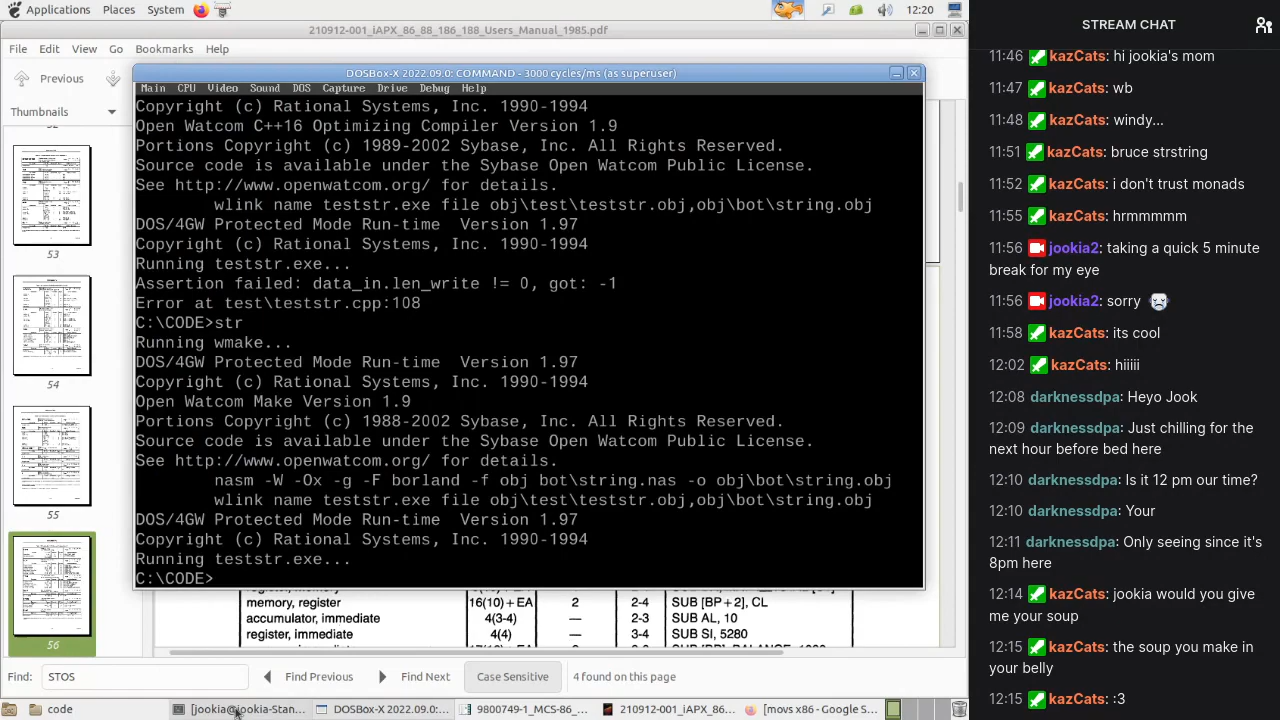 Applications Places System 12:20
210912-001_iAPX_86_88_186_188_Users_Manual_1985.pdf
File Edit View Go Bookmarks Help
Previous
Thumbnails
53
54
55
56
DOSBox-X 2022.09.0: COMMAND - 3000 cycles/ms (as superuser)
Main CPU Video Sound DOS Capture Drive Debug Help
Copyright (c) Rational Systems, Inc. 1990-1994
Open Watcom C++16 Optimizing Compiler Version 1.9
Portions Copyright (c) 1989-2002 Sybase, Inc. All Rights Reserved.
Source code is available under the Sybase Open Watcom Public License.
See http://www.openwatcom.org/ for details.
wlink name teststr.exe file obj\test\teststr.obj,obj\bot\string.obj
DOS/4GW Protected Mode Run-time Version 1.97
Copyright (c) Rational Systems, Inc. 1990-1994
Running teststr.exe...
Assertion failed: data_in.len_write != 0, got: -1
Error at test\teststr.cpp:108
C:\CODE>str
Running wmake...
DOS/4GW Protected Mode Run-time Version 1.97
Copyright (c) Rational Systems, Inc. 1990-1994
Open Watcom Make Version 1.9
Portions Copyright (c) 1988-2002 Sybase, Inc. All Rights Reserved.
Source code is available under the Sybase Open Watcom Public License.
See http://www.openwatcom.org/ for details.
nasm -W -Ox -g -F borland -f obj bot\string.nas -o obj\bot\string.obj
wlink name teststr.exe file obj\test\teststr.obj,obj\bot\string.obj
DOS/4GW Protected Mode Run-time Version 1.97
Copyright (c) Rational Systems, Inc. 1990-1994
Running teststr.exe...
C:\CODE>
memory, register 16(10)+EA 2 2-4 SUB [BP+2], CL
accumulator, immediate 4(3-4) — 2-3 SUB AL, 10
register, immediate 4(4) — 3-4 SUB SI, 5280
Find: STOS Find Previous Find Next Case Sensitive 4 found on this page
code [jookia@jookia-stan... DOSBox-X 2022.09.0:... 9800749-1_MCS-86_... 210912-001_iAPX_86... [movs x86 - Google S...
STREAM CHAT
11:46 kazCats: hi jookia's mom
11:47 kazCats: wb
11:48 kazCats: windy...
11:51 kazCats: bruce strstring
11:52 kazCats: i don't trust monads
11:55 kazCats: hrmmmmm
11:56 jookia2: taking a quick 5 minute
break for my eye
11:56 jookia2: sorry
11:58 kazCats: its cool
12:02 kazCats: hiiiii
12:08 darknessdpa: Heyo Jook
12:09 darknessdpa: Just chilling for the
next hour before bed here
12:10 darknessdpa: Is it 12 pm our time?
12:10 darknessdpa: Your
12:11 darknessdpa: Only seeing since it's
8pm here
12:14 kazCats: jookia would you give
me your soup
12:15 kazCats: the soup you make in
your belly
12:15 kazCats: :3